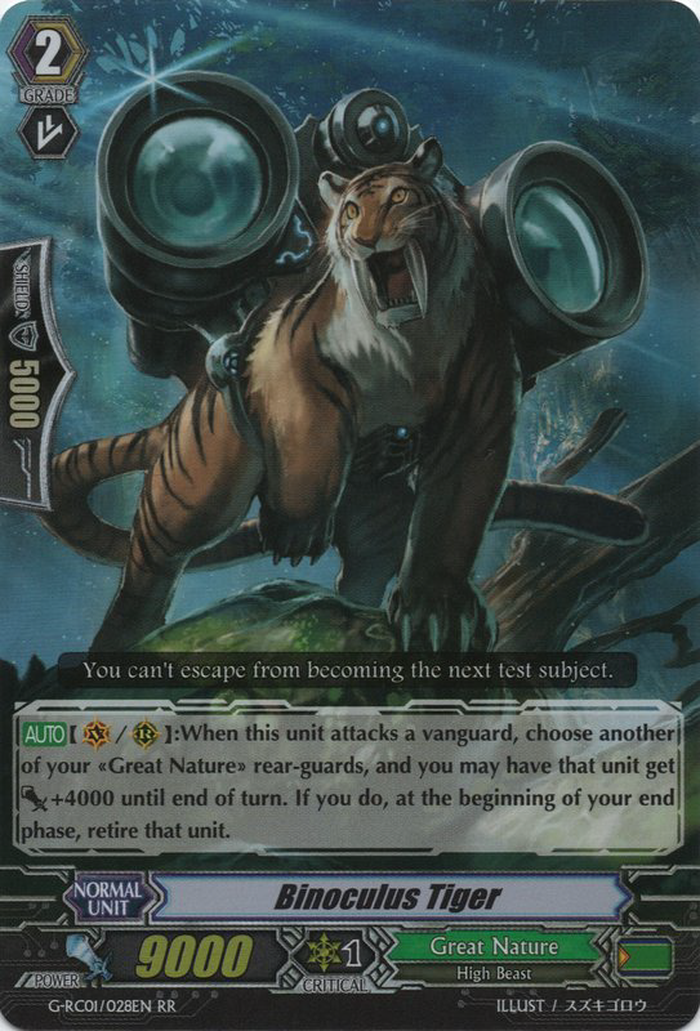 2
GRADE
SHIELD
5000
You can't escape from becoming the next test subject.
AUTO【 V / R 】:When this unit attacks a vanguard, choose another
of your «Great Nature» rear-guards, and you may have that unit get
+4000 until end of turn. If you do, at the beginning of your end
phase, retire that unit.
NORMAL
UNIT
Binoculus Tiger
POWER
9000
1
CRITICAL
Great Nature
High Beast
G-RC01/028EN RR
ILLUST / スズキゴロウ